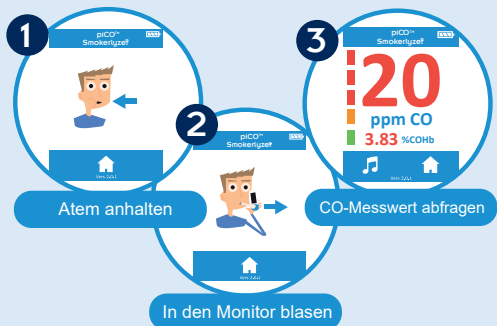 1
piCO™
Smokerlyzer®
Atem anhalten
2
piCO™
Smokerlyzer®
In den Monitor blasen
3
piCO™
Smokerlyzer®
20
ppm CO
3.83 %COHb
CO-Messwert abfragen